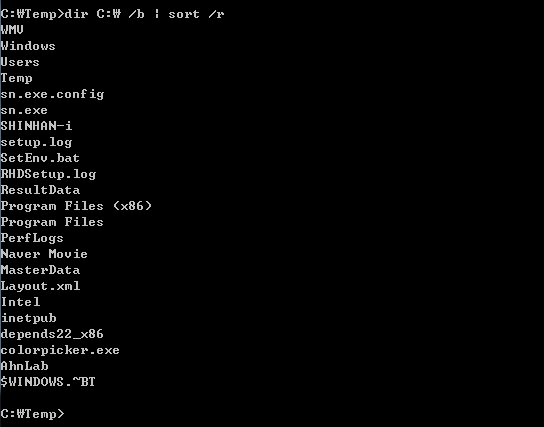 C:₩Temp>dir C:₩ /b | sort /r
WMV
Windows
Users
Temp
sn.exe.config
sn.exe
SHINHAN-i
setup.log
SetEnv.bat
RHDSetup.log
ResultData
Program Files (x86)
Program Files
PerfLogs
Naver Movie
MasterData
Layout.xml
Intel
inetpub
depends22_x86
colorpicker.exe
AhnLab
$WINDOWS.~BT
C:₩Temp>